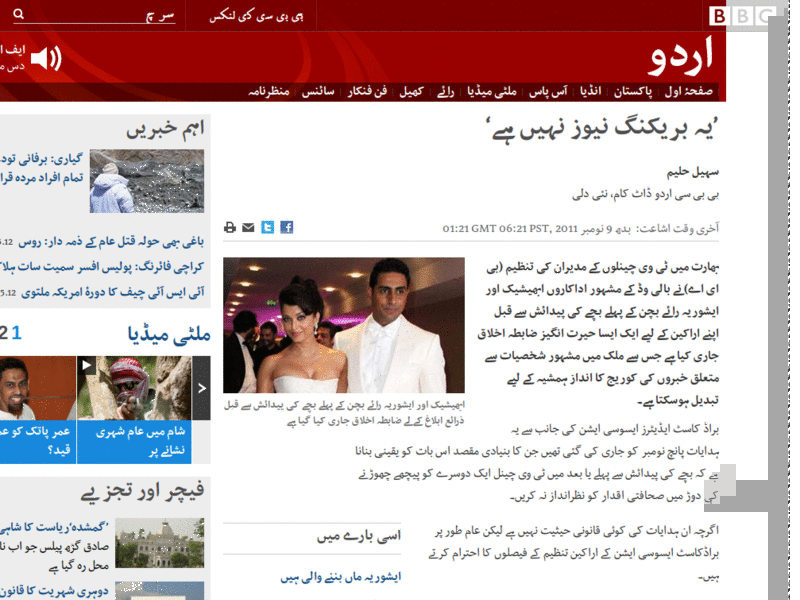 BBC
بی بی سی کی لنکس
سرچ
اردو
ایف ا
صفحۂ اول
پاکستان
انڈیا
آس پاس
ملٹی میڈیا
رائے
کھیل
فن فنکار
سائنس
منظرنامہ
’یہ بریکنگ نیوز نہیں ہے‘
سہیل حلیم
بی بی سی اردو ڈاٹ کام، نئی دلی
آخری وقت اشاعت: بدھ 9 نومبر 2011 ,01:21 GMT 06:21 PST
بھارت میں ٹی وی چینلوں کے مدیران کی تنظیم (بی
ای اے)نے بالی وڈ کے مشہور اداکاروں ابھیشیک اور
ایشوریہ رائے بچن کے پہلے بچے کی پیدائش سے قبل
اپنے اراکین کے لیے ایک ایسا حیرت انگیز ضابطہ اخلاق
جاری کیاہے جس سے ملک میں مشہور شخصیات سے
متعلق خبروں کی کوریج کا انداز ہمشیہ کے لیے
تبدیل ہوسکتاہے۔
ابھیشیک اور ایشوریہ رائے بچن کے پہلے بچے کی پیدائش سے قبل
ذرائع ابلاغ کے لے ضابطہ اخلاق جاری کیا گیا ہے
براڈ کاسٹ ایڈیٹرز ایسوسی ایشن کی جانب سے یہ
ہدایات پانچ نومبر کو جاری کی گئی تھیں جن کا بنیادی مقصد اس بات کو یقینی بنانا
ہے کہ بچے کی پیدائش سے پہلے یا بعد میں ٹی وی چینل ایک دوسرے کو پیچھے چھوڑنے
کی دوڑ میں صحافتی اقدار کو نظرانداز نہ کریں۔
اگرچہ ان ہدایات کی کوئی قانونی حیثیت نہیں ہے لیکن عام طور پر
براڈکاسٹ ایسوسی ایشن کے اراکین تنظیم کے فیصلوں کا احترام کرتے
ہیں۔
اسی بارے میں
ایشوریہ ماں بننے والی ہیں
اہم خبریں
گیاری: برفانی تود
تمام افراد مردہ قرا
باغی بھی حولہ قتل عام کے ذمہ دار: روس
کراچی فائرنگ: پولیس افسر سمیت سات ہلا
آئی ایس آئی چیف کا دورۂ امریکہ ملتوی
ملٹی میڈیا
1 2
شام میں عام شہری
نشانے پر
عمر پاتک کو عم
قید؟
فیچر اور تجزیے
’گمشدہ‘ریاست کا شاہی
صادق گڑھ پیلس جو اب نا
محل رہ گیا ہے
دوہری شہریت کا قانون